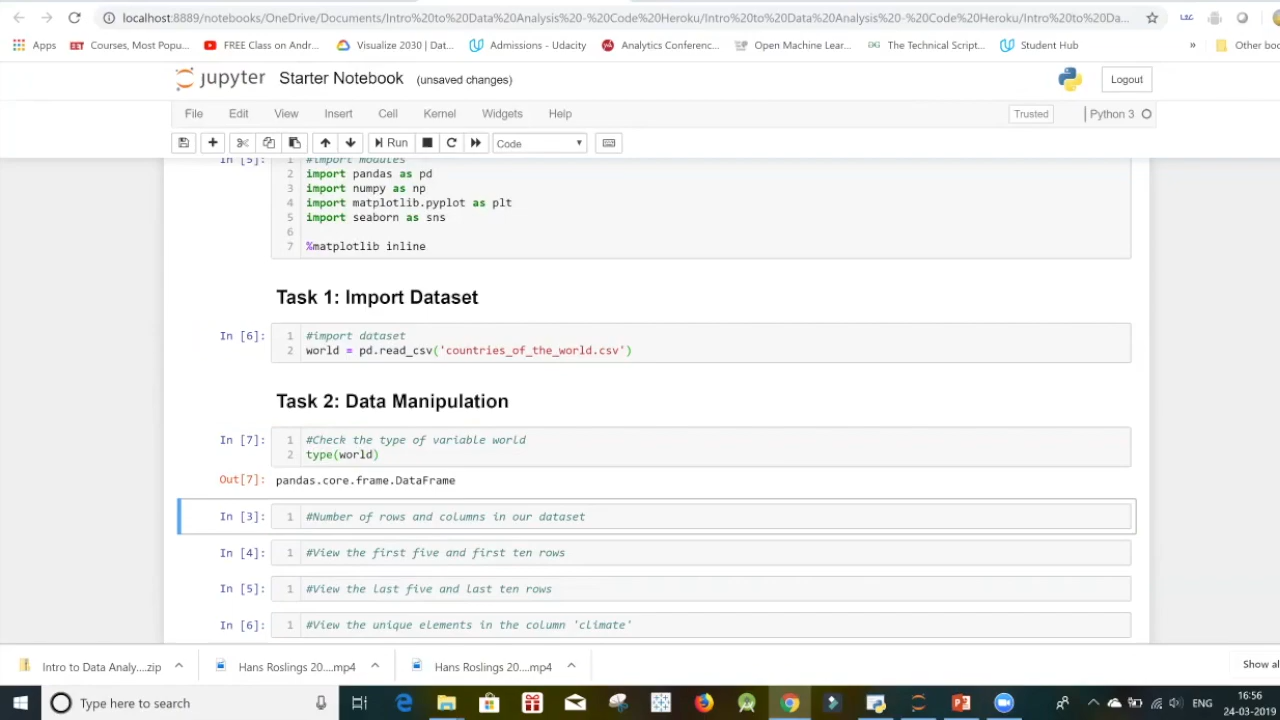 localhost:8889/notebooks/OneDrive/Documents/Intro%20to%20Data%20Analysis%20-%20Code%20Heroku/Intro%20to%20Data%20Analysis%20-%20Code%20Heroku/Intro%20to%20Da...
Apps Courses, Most Popu... FREE Class on Andr... Visualize 2030 | Dat... Admissions - Udacity Analytics Conferenc... Open Machine Lear... The Technical Script... Student Hub » Other boo
jupyter Starter Notebook (unsaved changes) Logout
File Edit View Insert Cell Kernel Widgets Help Trusted Python 3
Run Code
In [5]: 1 #import modules
2 import pandas as pd
3 import numpy as np
4 import matplotlib.pyplot as plt
5 import seaborn as sns
6
7 %matplotlib inline
Task 1: Import Dataset
In [6]: 1 #import dataset
2 world = pd.read_csv('countries_of_the_world.csv')
Task 2: Data Manipulation
In [7]: 1 #Check the type of variable world
2 type(world)
Out[7]: pandas.core.frame.DataFrame
In [3]: 1 #Number of rows and columns in our dataset
In [4]: 1 #View the first five and first ten rows
In [5]: 1 #View the last five and last ten rows
In [6]: 1 #View the unique elements in the column 'climate'
Intro to Data Analy....zip Hans Roslings 20....mp4 Hans Roslings 20....mp4 Show al
Type here to search ENG 16:56
24-03-2019